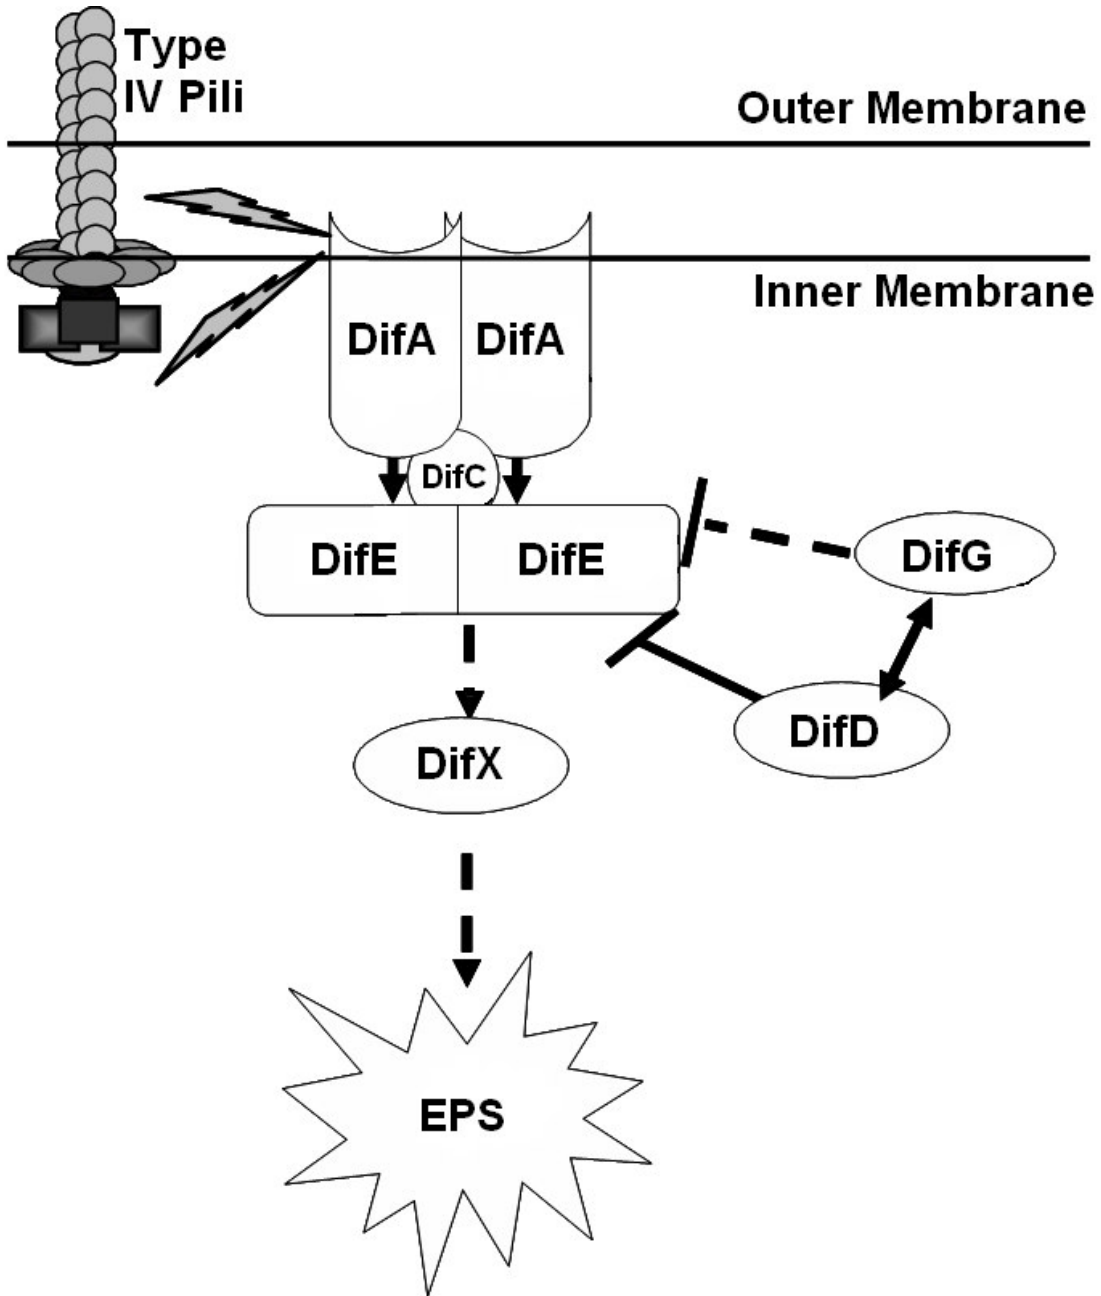 Type
IV Pili
Outer Membrane
Inner Membrane
DifA DifA
DifC
DifE DifE
DifG
DifD
DifX
EPS